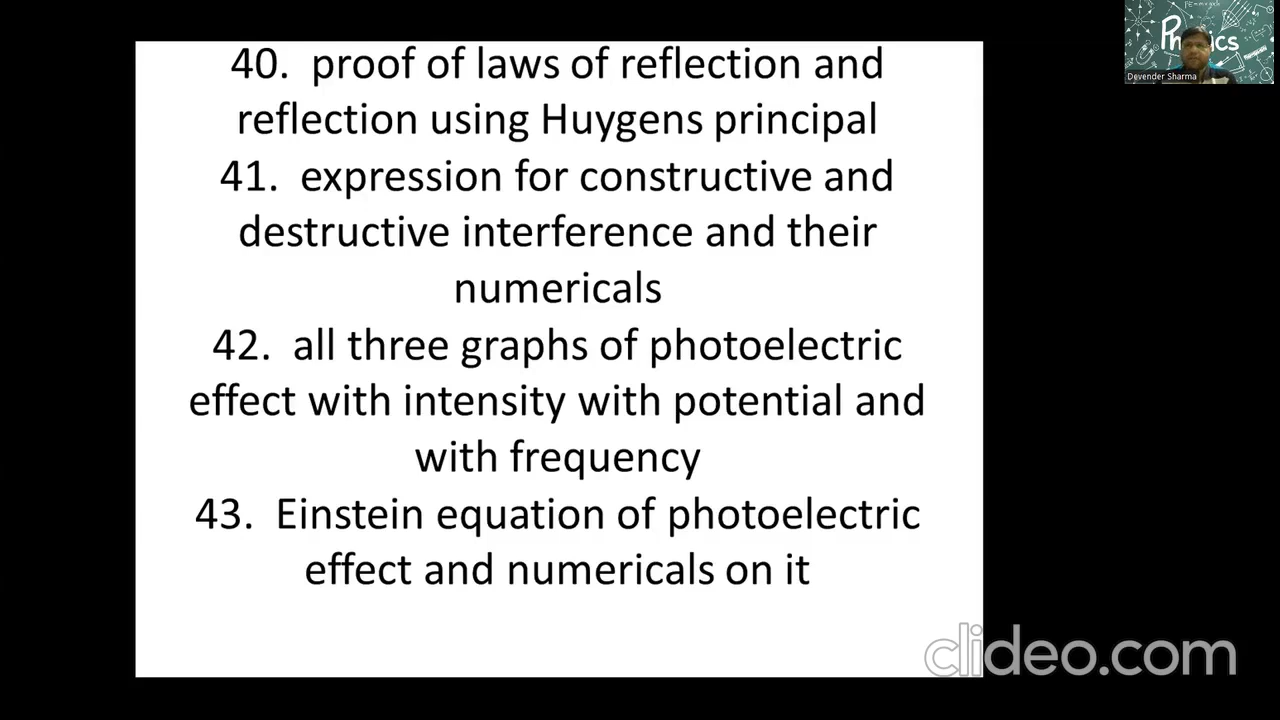 40.  proof of laws of reflection and
reflection using Huygens principal
41.  expression for constructive and
destructive interference and their
numericals
42.  all three graphs of photoelectric
effect with intensity with potential and
with frequency
43.  Einstein equation of photoelectric
effect and numericals on it
Physics
Devender Sharma
clideo.com